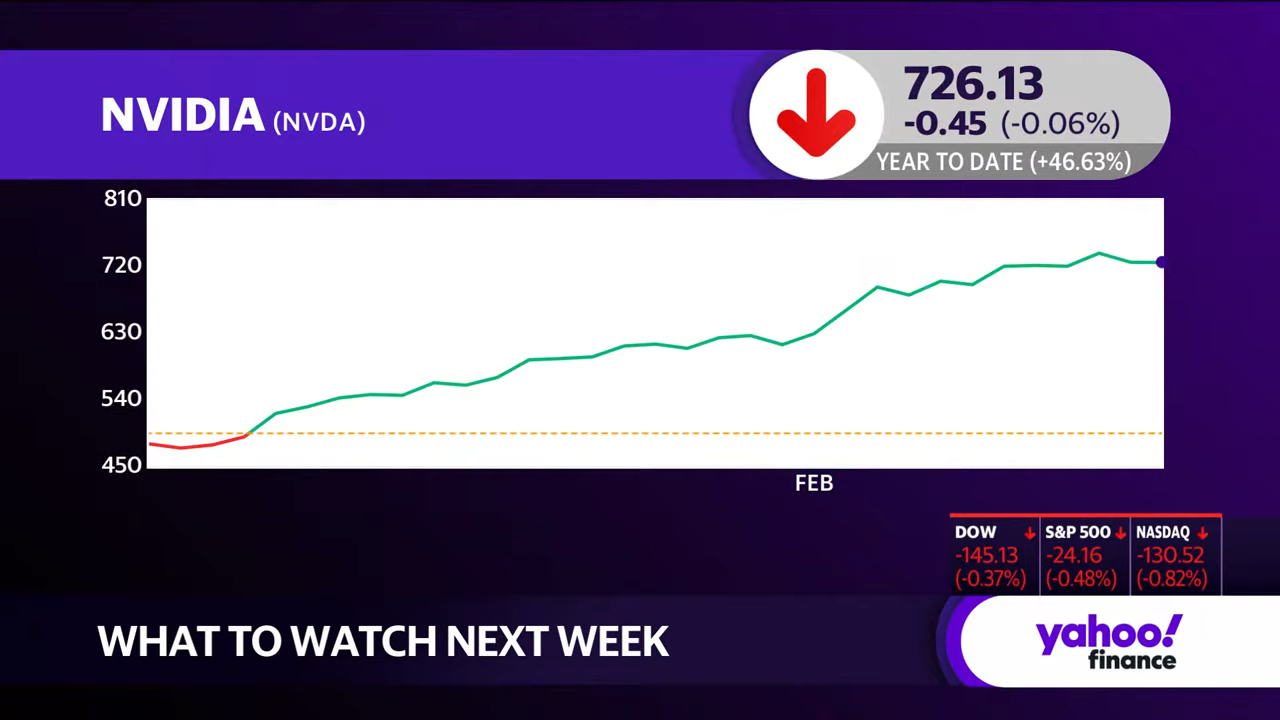 NVIDIA (NVDA)
726.13
-0.45 (-0.06%)
YEAR TO DATE (+46.63%)
810
720
630
540
450
FEB
DOW
-145.13
(-0.37%)
S&P 500
-24.16
(-0.48%)
NASDAQ
-130.52
(-0.82%)
WHAT TO WATCH NEXT WEEK
yahoo!
finance